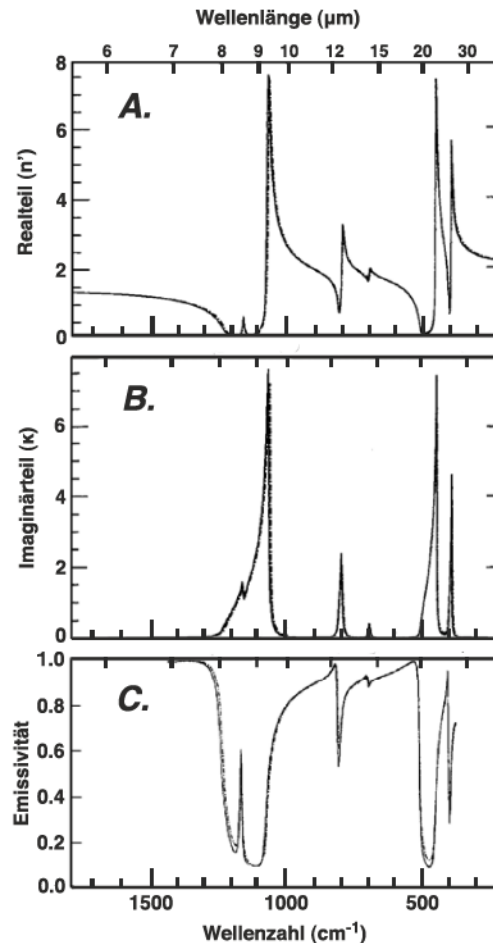 Wellenlänge (µm)
6 7 8 9 10 12 15 20 30
A.
Realteil (n')
8
6
4
2
0
B.
Imaginärteil (κ)
6
4
2
0
C.
Emissivität
1.0
0.8
0.6
0.4
0.2
0.0
1500 1000 500
Wellenzahl (cm⁻¹)